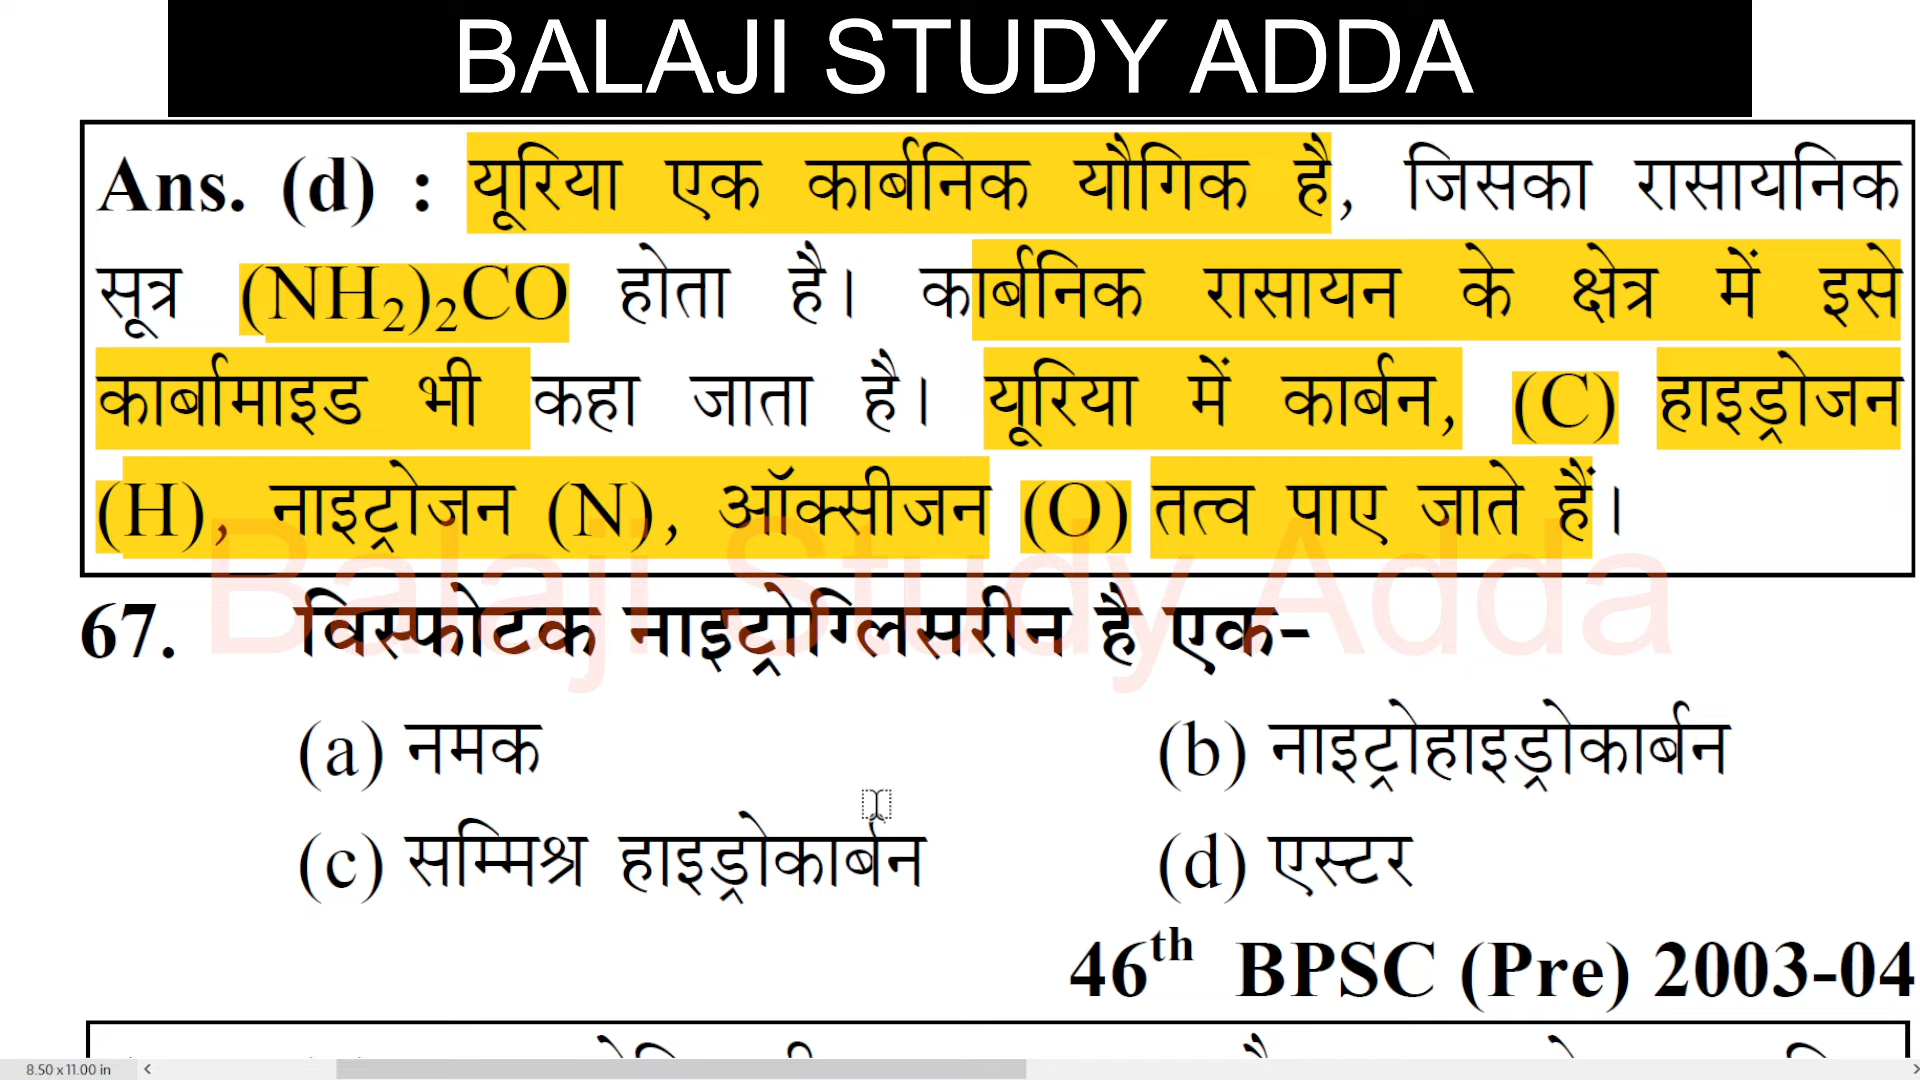 BALAJI STUDY ADDA
Ans. (d) : यूरिया एक कार्बनिक यौगिक है, जिसका रासायनिक
सूत्र (NH₂)₂CO होता है। कार्बनिक रासायन के क्षेत्र में इसे
कार्बामाइड भी कहा जाता है। यूरिया में कार्बन, (C) हाइड्रोजन
(H), नाइट्रोजन (N), ऑक्सीजन (O) तत्व पाए जाते हैं।
Balaji Study Adda
67. विस्फोटक नाइट्रोग्लिसरीन है एक-
(a) नमक (b) नाइट्रोहाइड्रोकार्बन
(c) सम्मिश्र हाइड्रोकार्बन (d) एस्टर
46th BPSC (Pre) 2003-04
8.50 x 11.00 in